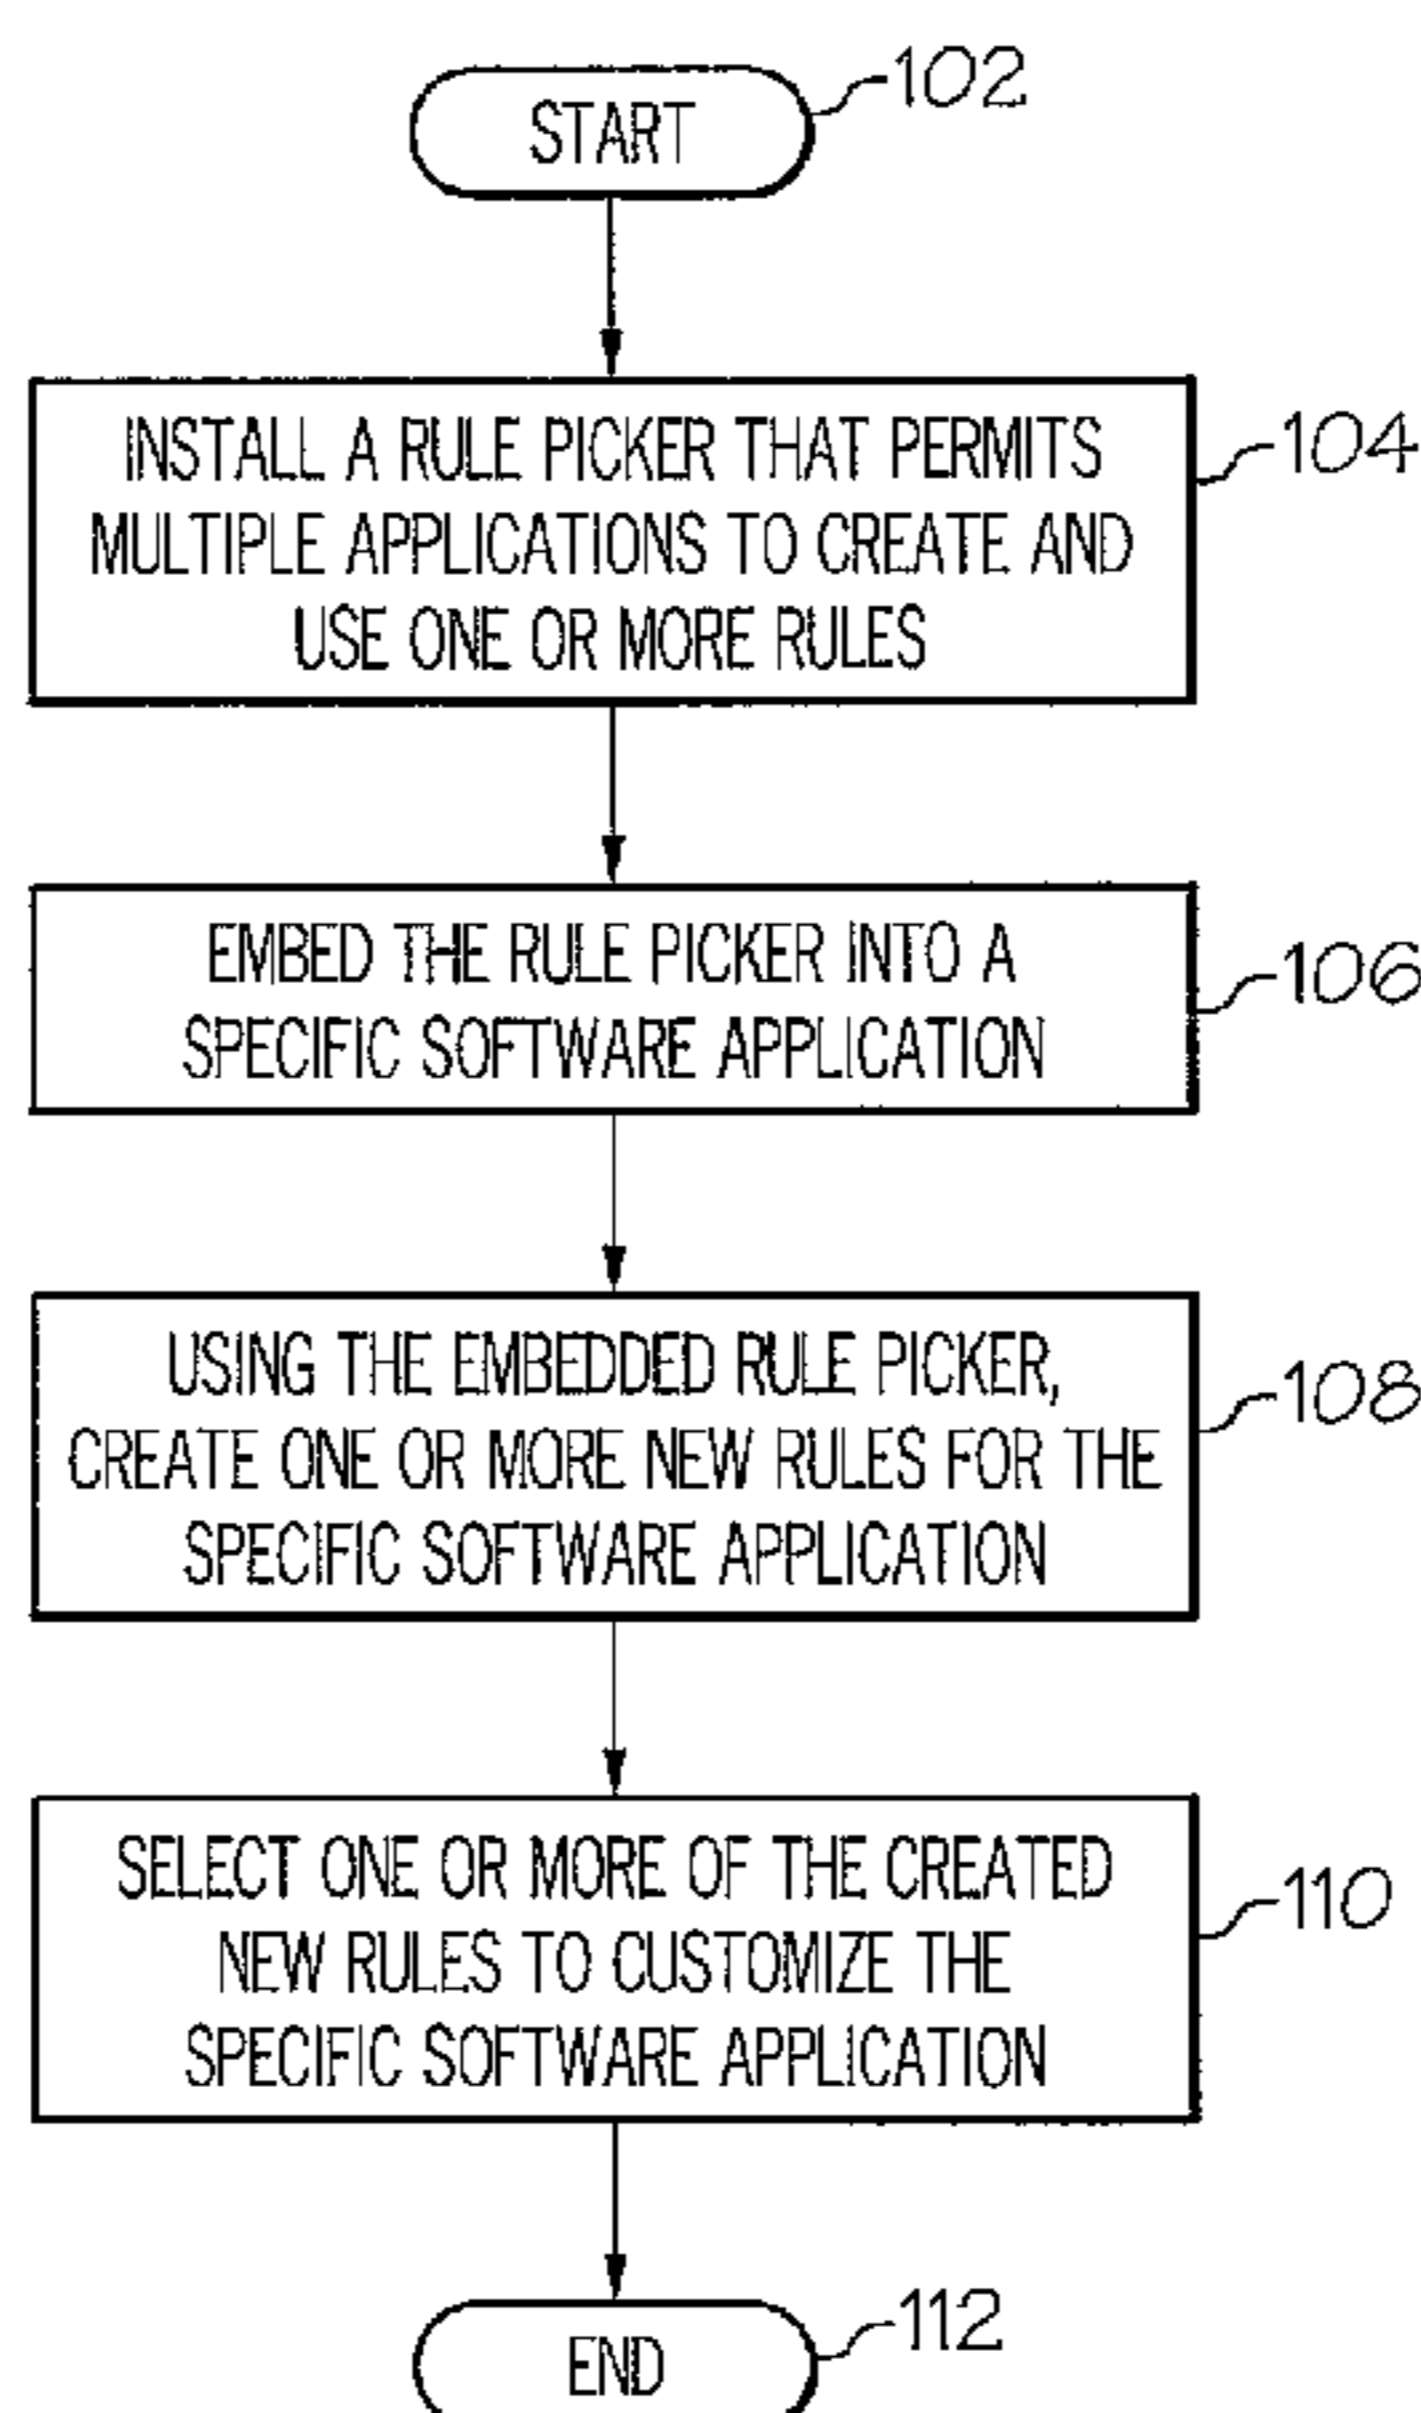 START
102
INSTALL A RULE PICKER THAT PERMITS
MULTIPLE APPLICATIONS TO CREATE AND
USE ONE OR MORE RULES
104
EMBED THE RULE PICKER INTO A
SPECIFIC SOFTWARE APPLICATION
106
USING THE EMBEDDED RULE PICKER,
CREATE ONE OR MORE NEW RULES FOR THE
SPECIFIC SOFTWARE APPLICATION
108
SELECT ONE OR MORE OF THE CREATED
NEW RULES TO CUSTOMIZE THE
SPECIFIC SOFTWARE APPLICATION
110
END
112